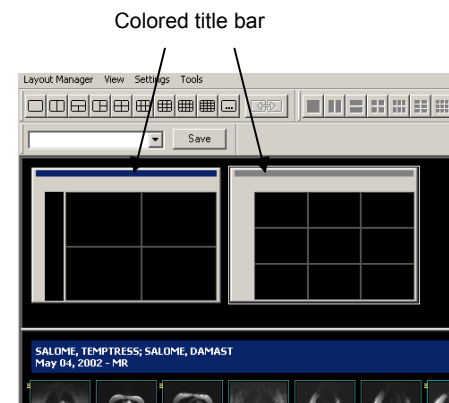 Colored title bar
Layout Manager View Settings Tools
...
Save
SALOME, TEMPTRESS; SALOME, DAMAST
May 04, 2002 - MR